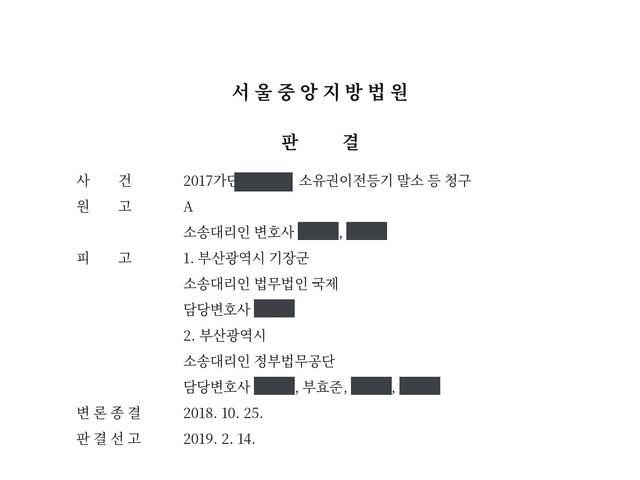 서울중앙지방법원
판 결
사 건 2017가단 소유권이전등기 말소 등 청구
원 고 A
소송대리인 변호사 ,
피 고 1. 부산광역시 기장군
소송대리인 법무법인 국제
담당변호사
2. 부산광역시
소송대리인 정부법무공단
담당변호사 , 부효준, ,
변론종결 2018. 10. 25.
판결선고 2019. 2. 14.